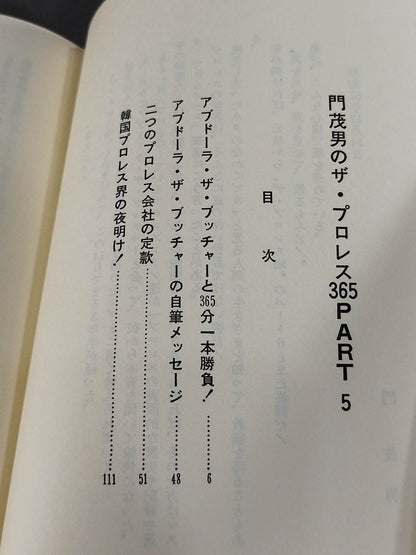 門茂男のザ・プロレス365PART 5
目次
アブドーラ・ザ・ブッチャーと365分一本勝負!……………6
アブドーラ・ザ・ブッチャーの自筆メッセージ……48
二つのプロレス会社の定款……………………………51
韓国プロレス界の夜明け!……………………………111